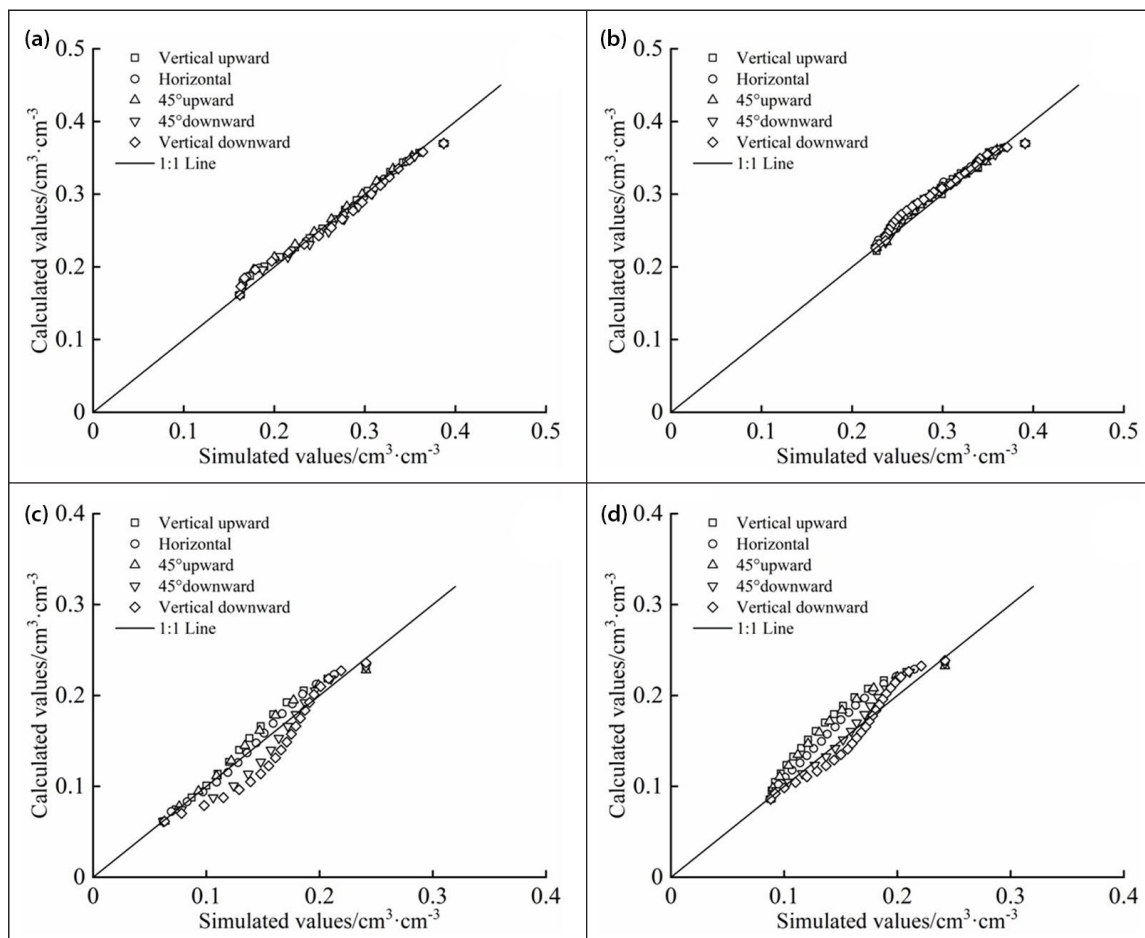 (a)
0.5
0.4
0.3
0.2
0.1
0
Calculated values/cm³·cm⁻³
Vertical upward
Horizontal
45°upward
45°downward
Vertical downward
1:1 Line
0 0.1 0.2 0.3 0.4 0.5
Simulated values/cm³·cm⁻³
(b)
0.5
0.4
0.3
0.2
0.1
0
Calculated values/cm³·cm⁻³
Vertical upward
Horizontal
45°upward
45°downward
Vertical downward
1:1 Line
0 0.1 0.2 0.3 0.4 0.5
Simulated values/cm³·cm⁻³
(c)
0.4
0.3
0.2
0.1
0
Calculated values/cm³·cm⁻³
Vertical upward
Horizontal
45°upward
45°downward
Vertical downward
1:1 Line
0 0.1 0.2 0.3 0.4
Simulated values/cm³·cm⁻³
(d)
0.4
0.3
0.2
0.1
0
Calculated values/cm³·cm⁻³
Vertical upward
Horizontal
45°upward
45°downward
Vertical downward
1:1 Line
0 0.1 0.2 0.3 0.4
Simulated values/cm³·cm⁻³